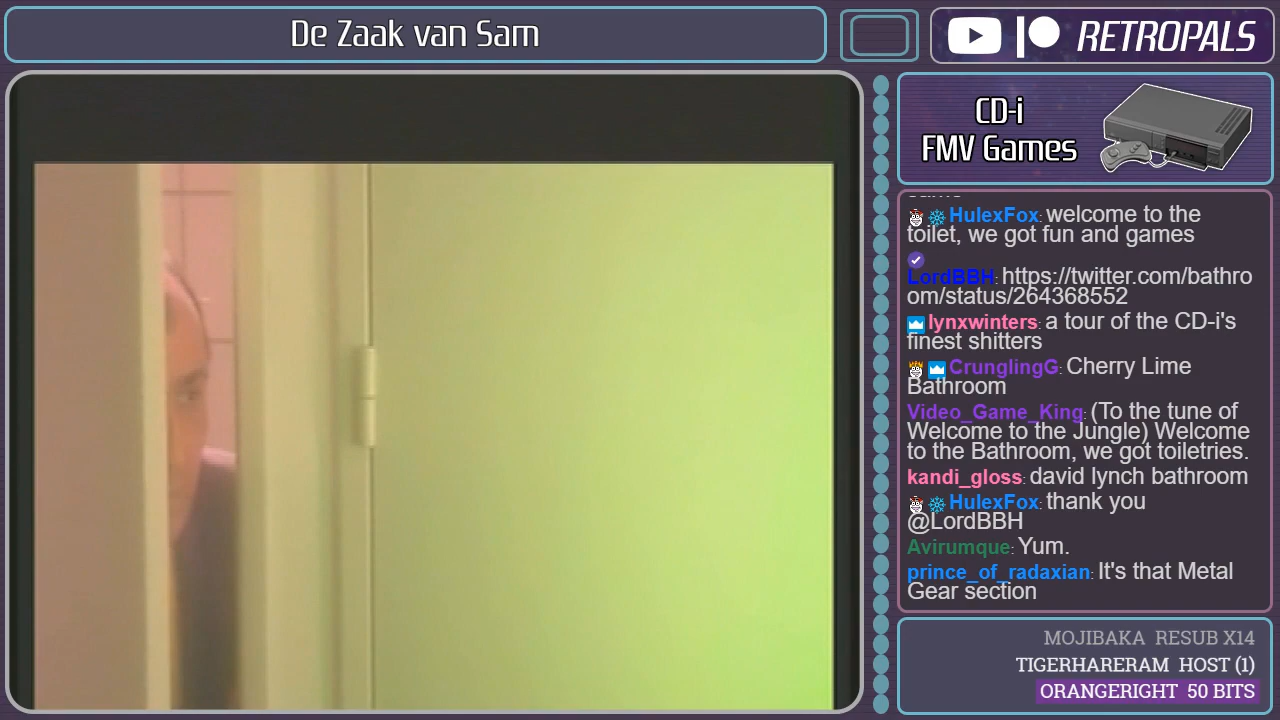 De Zaak van Sam
RETROPALS
CD-i
FMV Games
HulexFox: welcome to the
toilet, we got fun and games
LordBBH: https://twitter.com/bathro
om/status/264368552
lynxwinters: a tour of the CD-i's
finest shitters
CrunglingG: Cherry Lime
Bathroom
Video_Game_King: (To the tune of
Welcome to the Jungle) Welcome
to the Bathroom, we got toiletries.
kandi_gloss: david lynch bathroom
HulexFox: thank you
@LordBBH
Avirumque: Yum.
prince_of_radaxian: It's that Metal
Gear section
MOJIBAKA RESUB X14
TIGERHARERAM HOST (1)
ORANGERIGHT 50 BITS